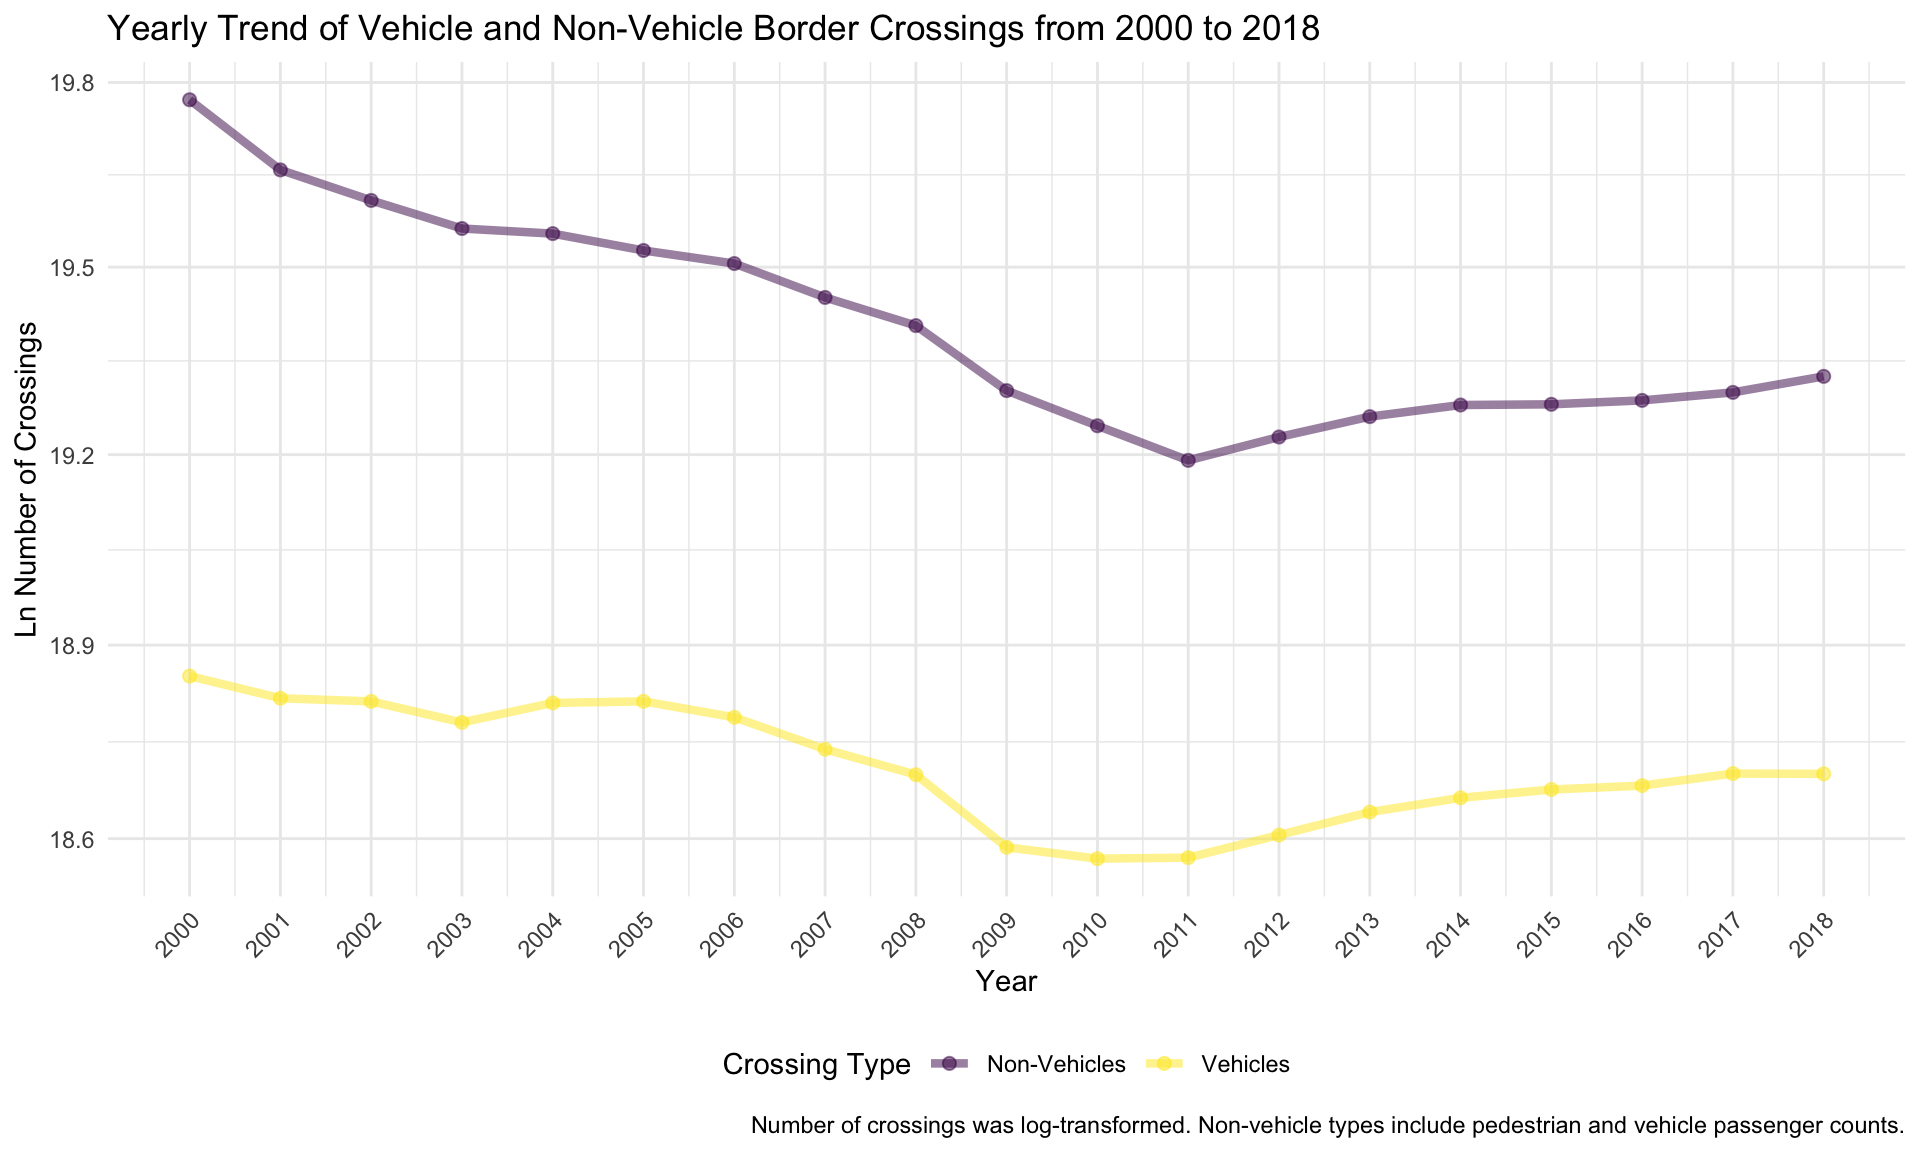 Yearly Trend of Vehicle and Non-Vehicle Border Crossings from 2000 to 2018
Ln Number of Crossings
19.8
19.5
19.2
18.9
18.6
2000 2001 2002 2003 2004 2005 2006 2007 2008 2009 2010 2011 2012 2013 2014 2015 2016 2017 2018
Year
Crossing Type Non-Vehicles Vehicles
Number of crossings was log-transformed. Non-vehicle types include pedestrian and vehicle passenger counts.